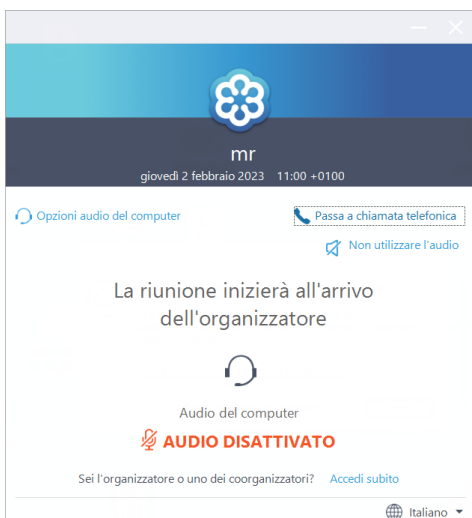 mr
giovedì 2 febbraio 2023 11:00 +0100
Opzioni audio del computer
Passa a chiamata telefonica
Non utilizzare l'audio
La riunione inizierà all'arrivo
dell'organizzatore
Audio del computer
AUDIO DISATTIVATO
Sei l'organizzatore o uno dei coorganizzatori? Accedi subito
Italiano